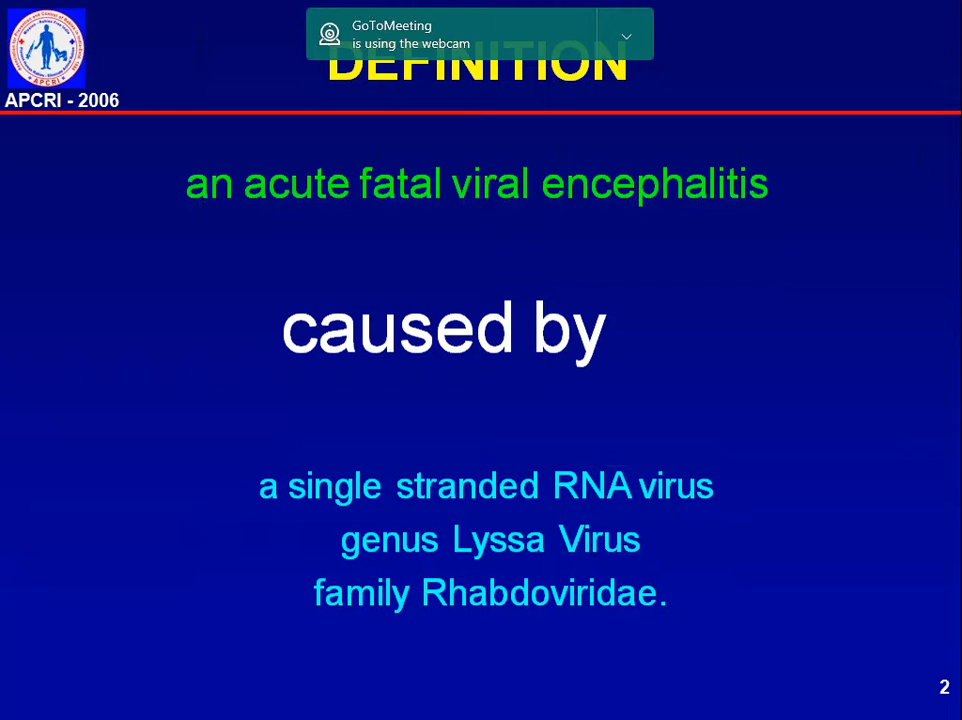 GoToMeeting
is using the webcam
DEFINITION
APCRI
APCRI - 2006
an acute fatal viral encephalitis
caused by
a single stranded RNA virus
genus Lyssa Virus
family Rhabdoviridae.
2